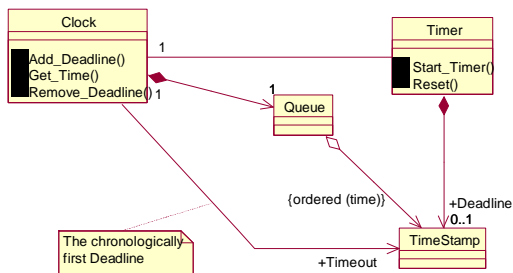 Clock
Add_Deadline()
Get_Time()
Remove_Deadline()
1
Timer
Start_Timer()
Reset()
1
1
Queue
{ordered (time)}
+Deadline
0..1
TimeStamp
+Timeout
The chronologically
first Deadline